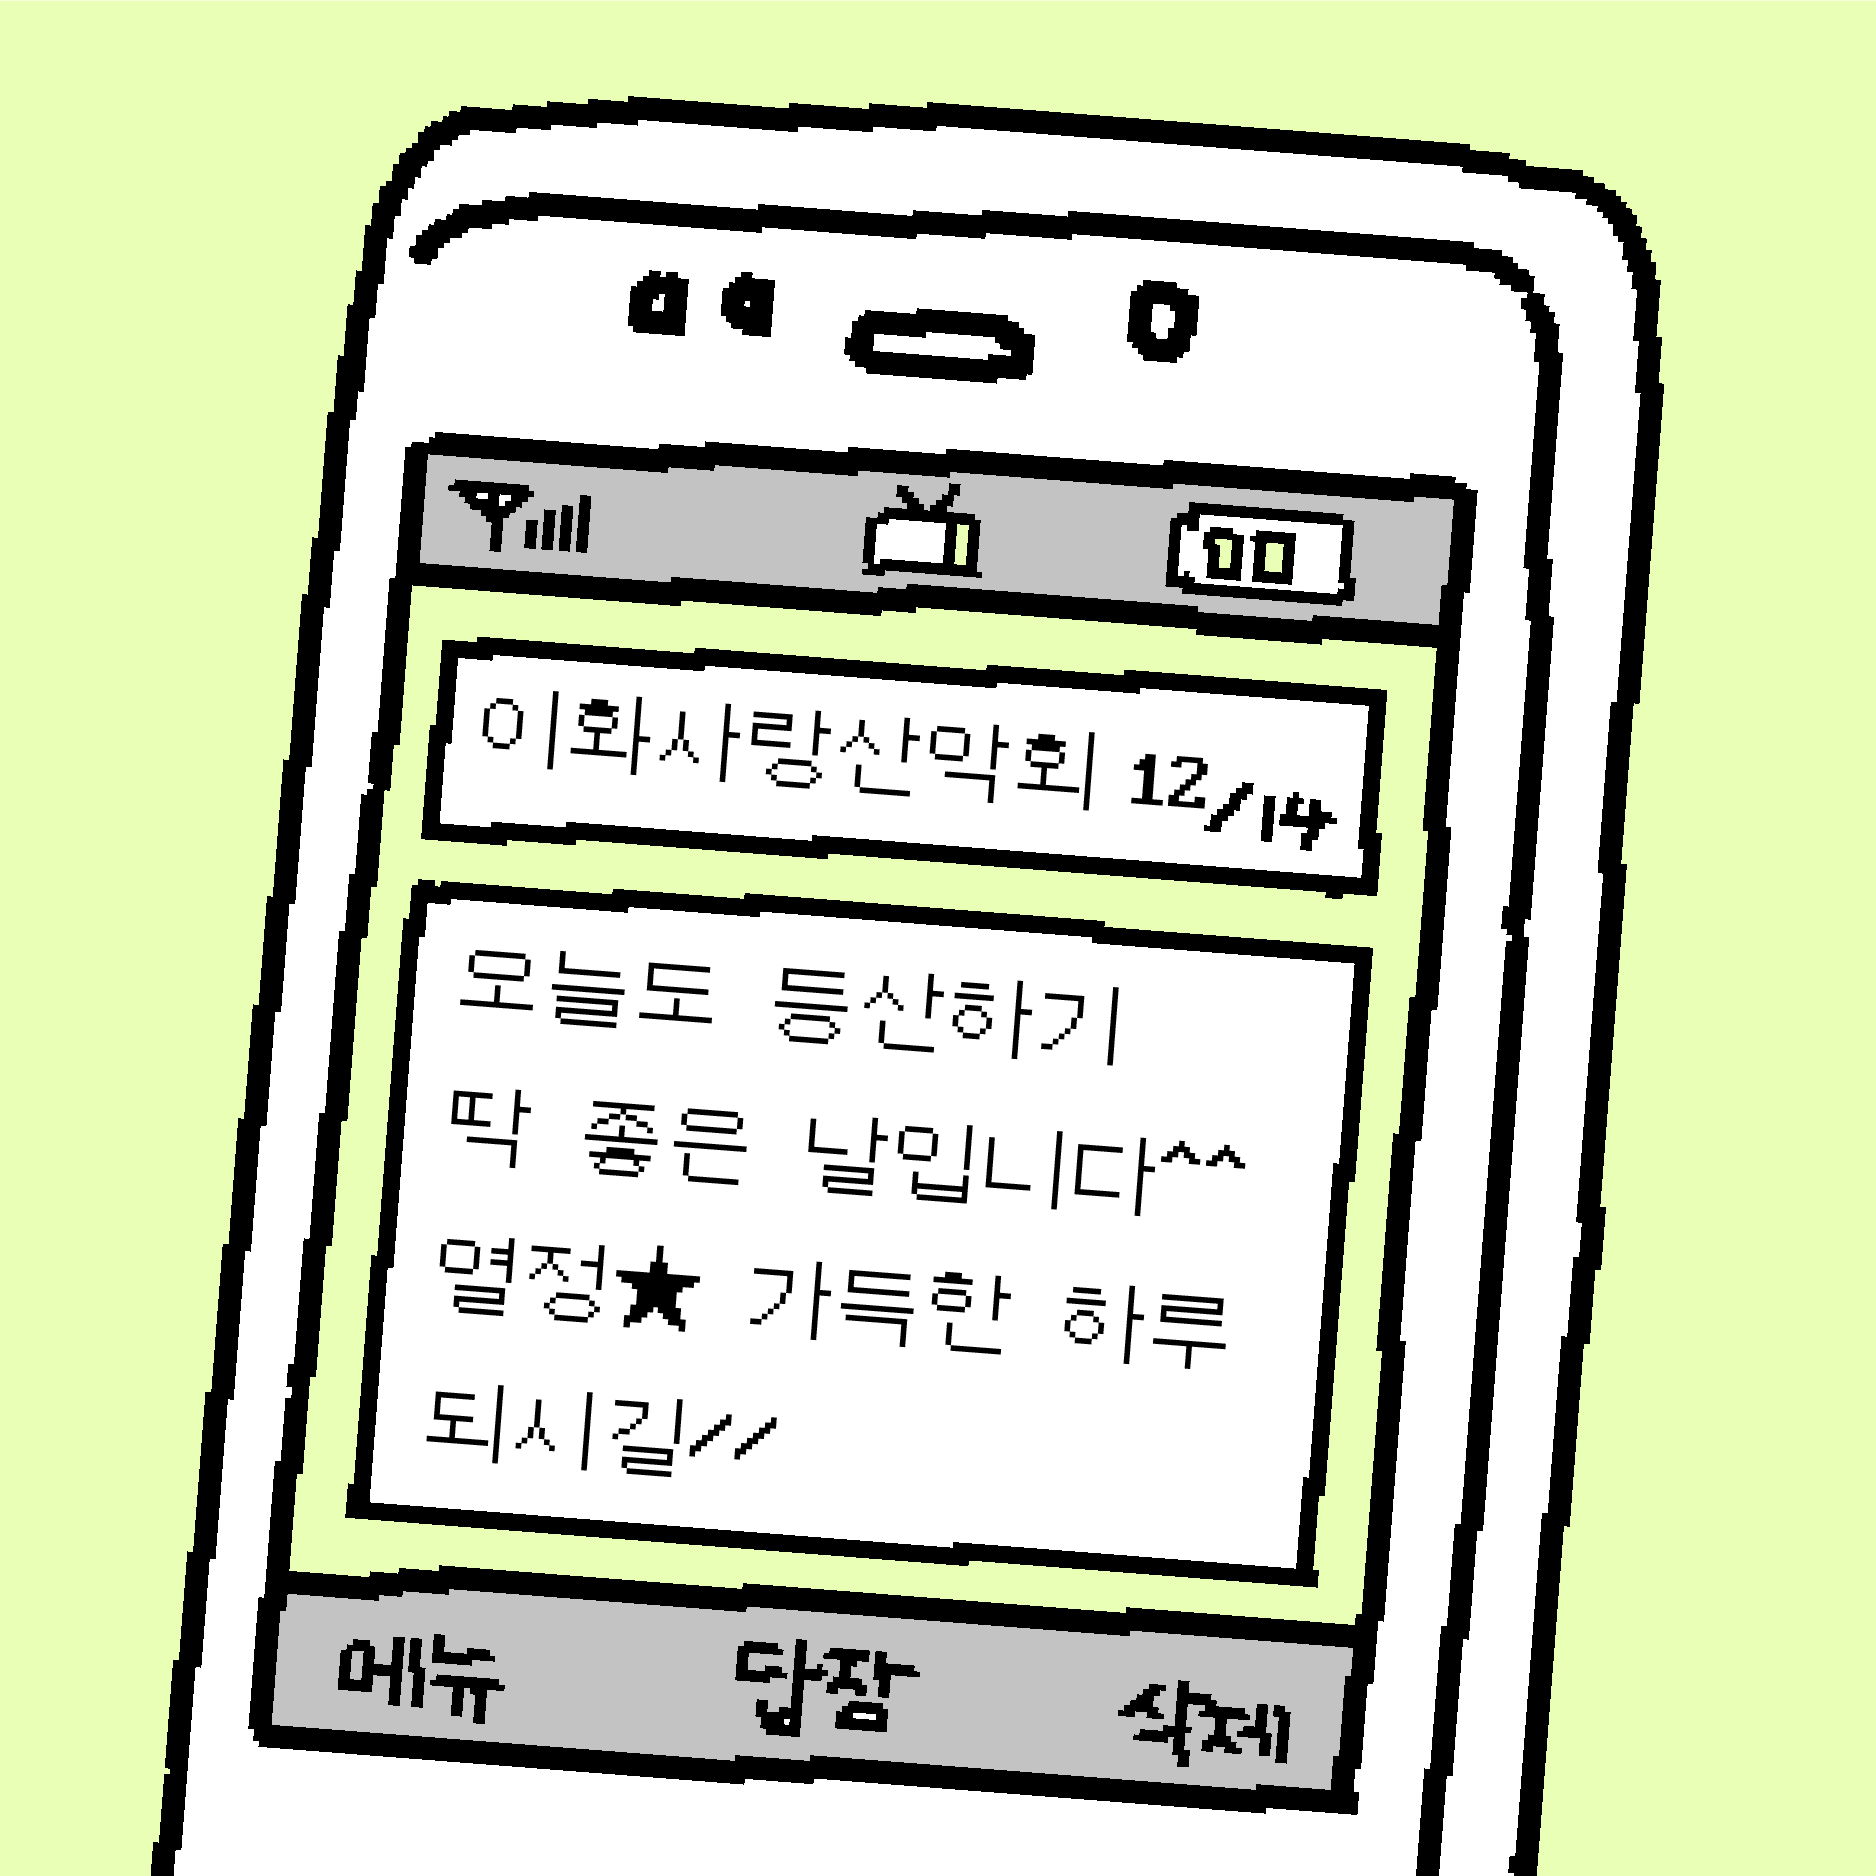 이화사랑산악회 12/14
오늘도 등산하기
딱 좋은 날입니다^^
열정★ 가득한 하루
되시길//
메뉴 답장 삭제